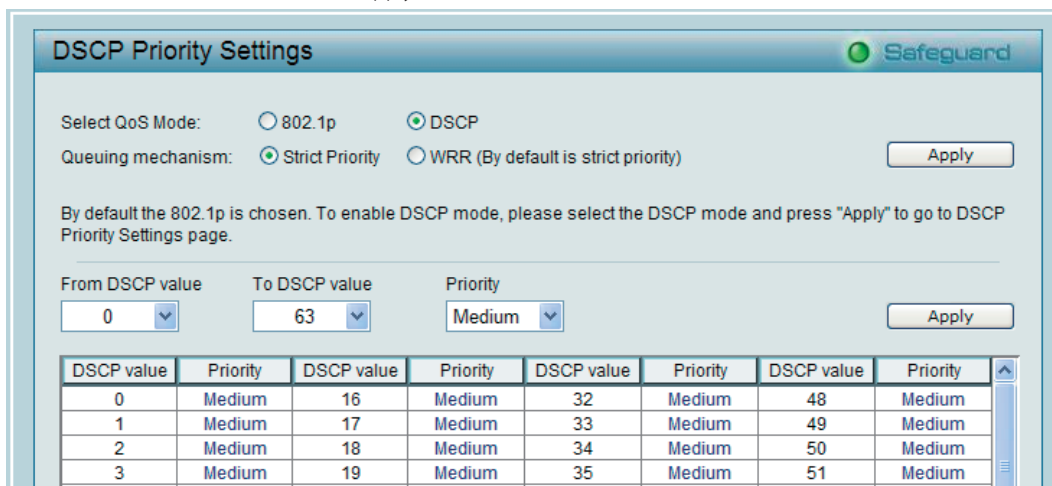 DSCP Priority Settings
Safeguard
Select QoS Mode: 802.1p DSCP
Queuing mechanism: Strict Priority WRR (By default is strict priority) Apply
By default the 802.1p is chosen. To enable DSCP mode, please select the DSCP mode and press "Apply" to go to DSCP
Priority Settings page.
From DSCP value To DSCP value Priority
0 63 Medium Apply
DSCP value Priority DSCP value Priority DSCP value Priority DSCP value Priority
0 Medium 16 Medium 32 Medium 48 Medium
1 Medium 17 Medium 33 Medium 49 Medium
2 Medium 18 Medium 34 Medium 50 Medium
3 Medium 19 Medium 35 Medium 51 Medium